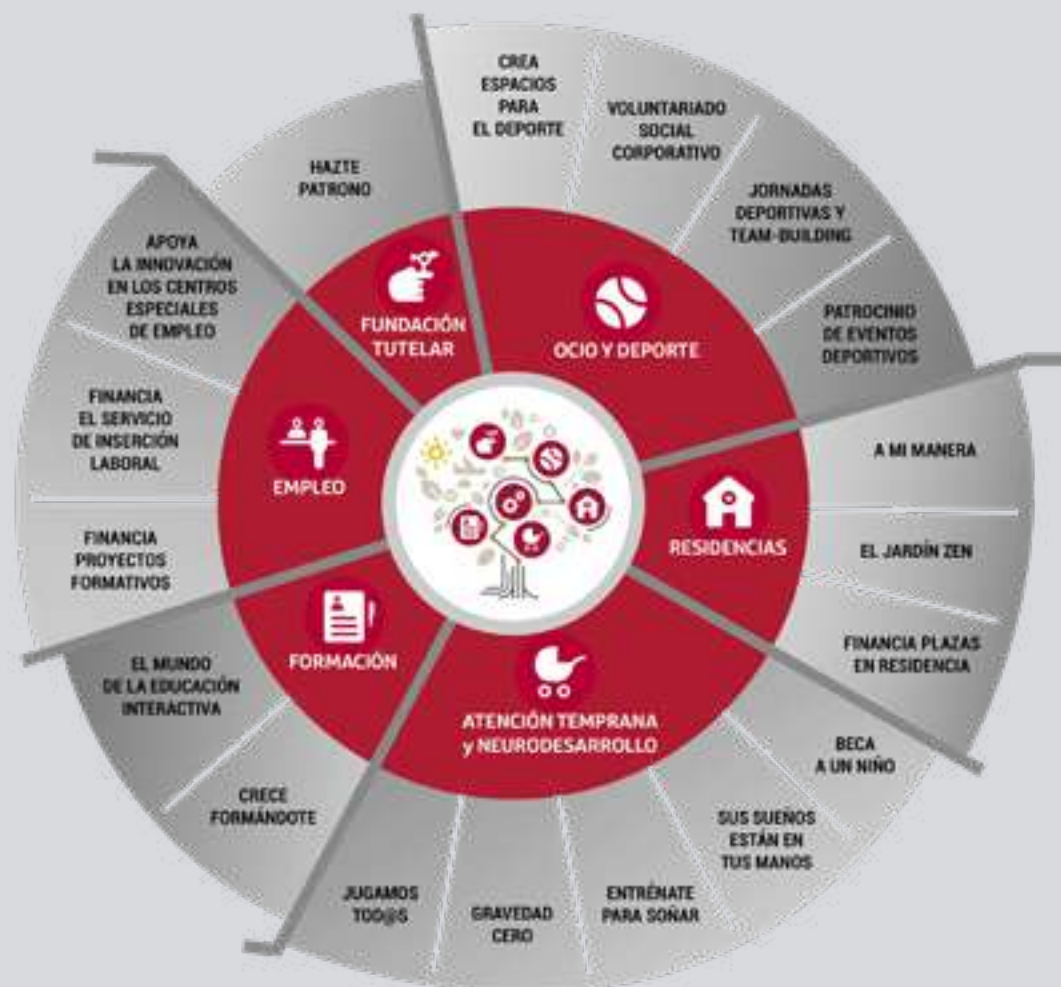 CREA
ESPACIOS
PARA
EL DEPORTE
VOLUNTARIADO
SOCIAL
CORPORATIVO
JORNADAS
DEPORTIVAS Y
TEAM-BUILDING
PATROCINIO
DE EVENTOS
DEPORTIVOS
OCIO Y DEPORTE
A MI MANERA
EL JARDÍN ZEN
FINANCIA PLAZAS
EN RESIDENCIA
RESIDENCIAS
BECA
A UN NIÑO
SUS SUEÑOS
ESTÁN EN
TUS MANOS
ENTRÉNATE
PARA SOÑAR
GRAVEDAD
CERO
JUGAMOS
TOD@S
ATENCIÓN TEMPRANA
y NEURODESARROLLO
CRECE
FORMÁNDOTE
EL MUNDO
DE LA EDUCACIÓN
INTERACTIVA
FORMACIÓN
FINANCIA
PROYECTOS
FORMATIVOS
FINANCIA
EL SERVICIO
DE INSERCIÓN
LABORAL
APOYA
LA INNOVACIÓN
EN LOS CENTROS
ESPECIALES
DE EMPLEO
EMPLEO
HAZTE
PATRONO
FUNDACIÓN
TUTELAR